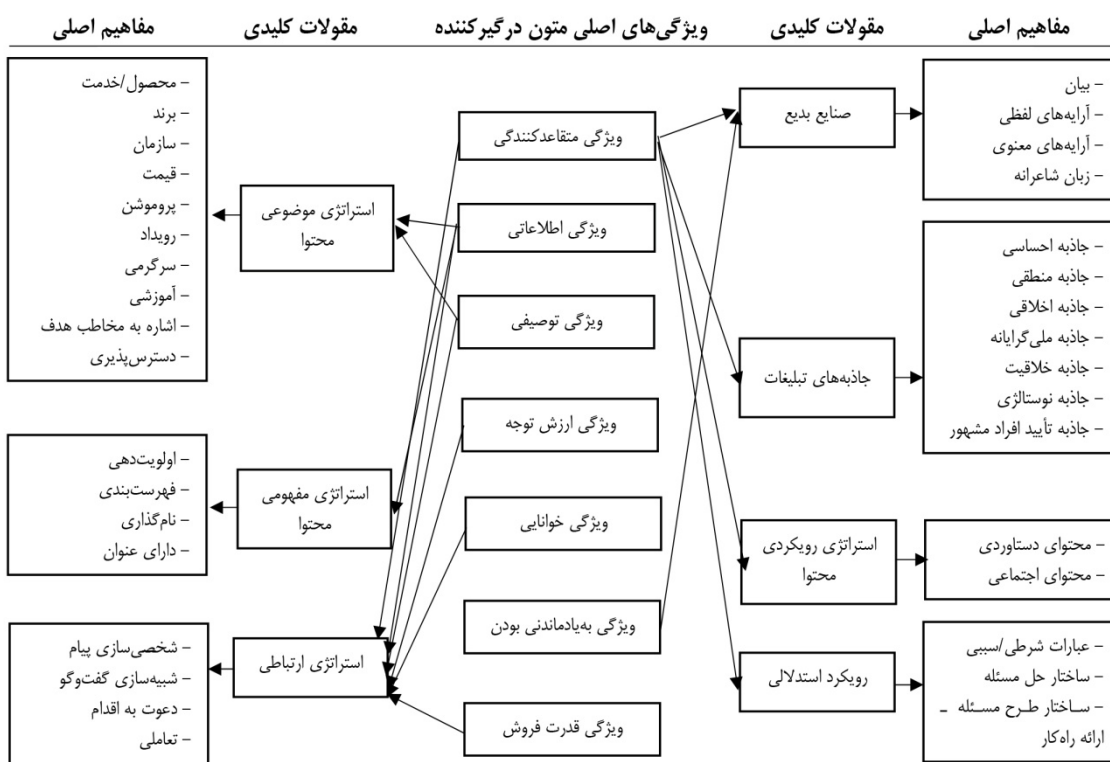 مفاهیم اصلی
مقولات کلیدی
ویژگی‌های اصلی متون درگیرکننده
مقولات کلیدی
مفاهیم اصلی
– بیان
– آرایه‌های لفظی
– آرایه‌های معنوی
– زبان شاعرانه
صنایع بدیع
– جاذبه احساسی
– جاذبه منطقی
– جاذبه اخلاقی
– جاذبه ملی‌گرایانه
– جاذبه خلاقیت
– جاذبه نوستالژی
– جاذبه تأیید افراد مشهور
جاذبه‌های تبلیغات
– محتوای دستاوردی
– محتوای اجتماعی
استراتژی رویکردی
محتوا
– عبارات شرطی/سببی
– ساختار حل مسئله
– ساختار طرح مسئله –
ارائه راه‌کار
رویکرد استدلالی
ویژگی متقاعدکنندگی
ویژگی اطلاعاتی
ویژگی توصیفی
ویژگی ارزش توجه
ویژگی خوانایی
ویژگی به‌یادماندنی بودن
ویژگی قدرت فروش
استراتژی موضوعی
محتوا
– محصول/خدمت
– برند
– سازمان
– قیمت
– پروموشن
– رویداد
– سرگرمی
– آموزشی
– اشاره به مخاطب هدف
– دسترس‌پذیری
استراتژی مفهومی
محتوا
– اولویت‌دهی
– فهرست‌بندی
– نام‌گذاری
– دارای عنوان
استراتژی ارتباطی
– شخصی‌سازی پیام
– شبیه‌سازی گفت‌وگو
– دعوت به اقدام
– تعاملی